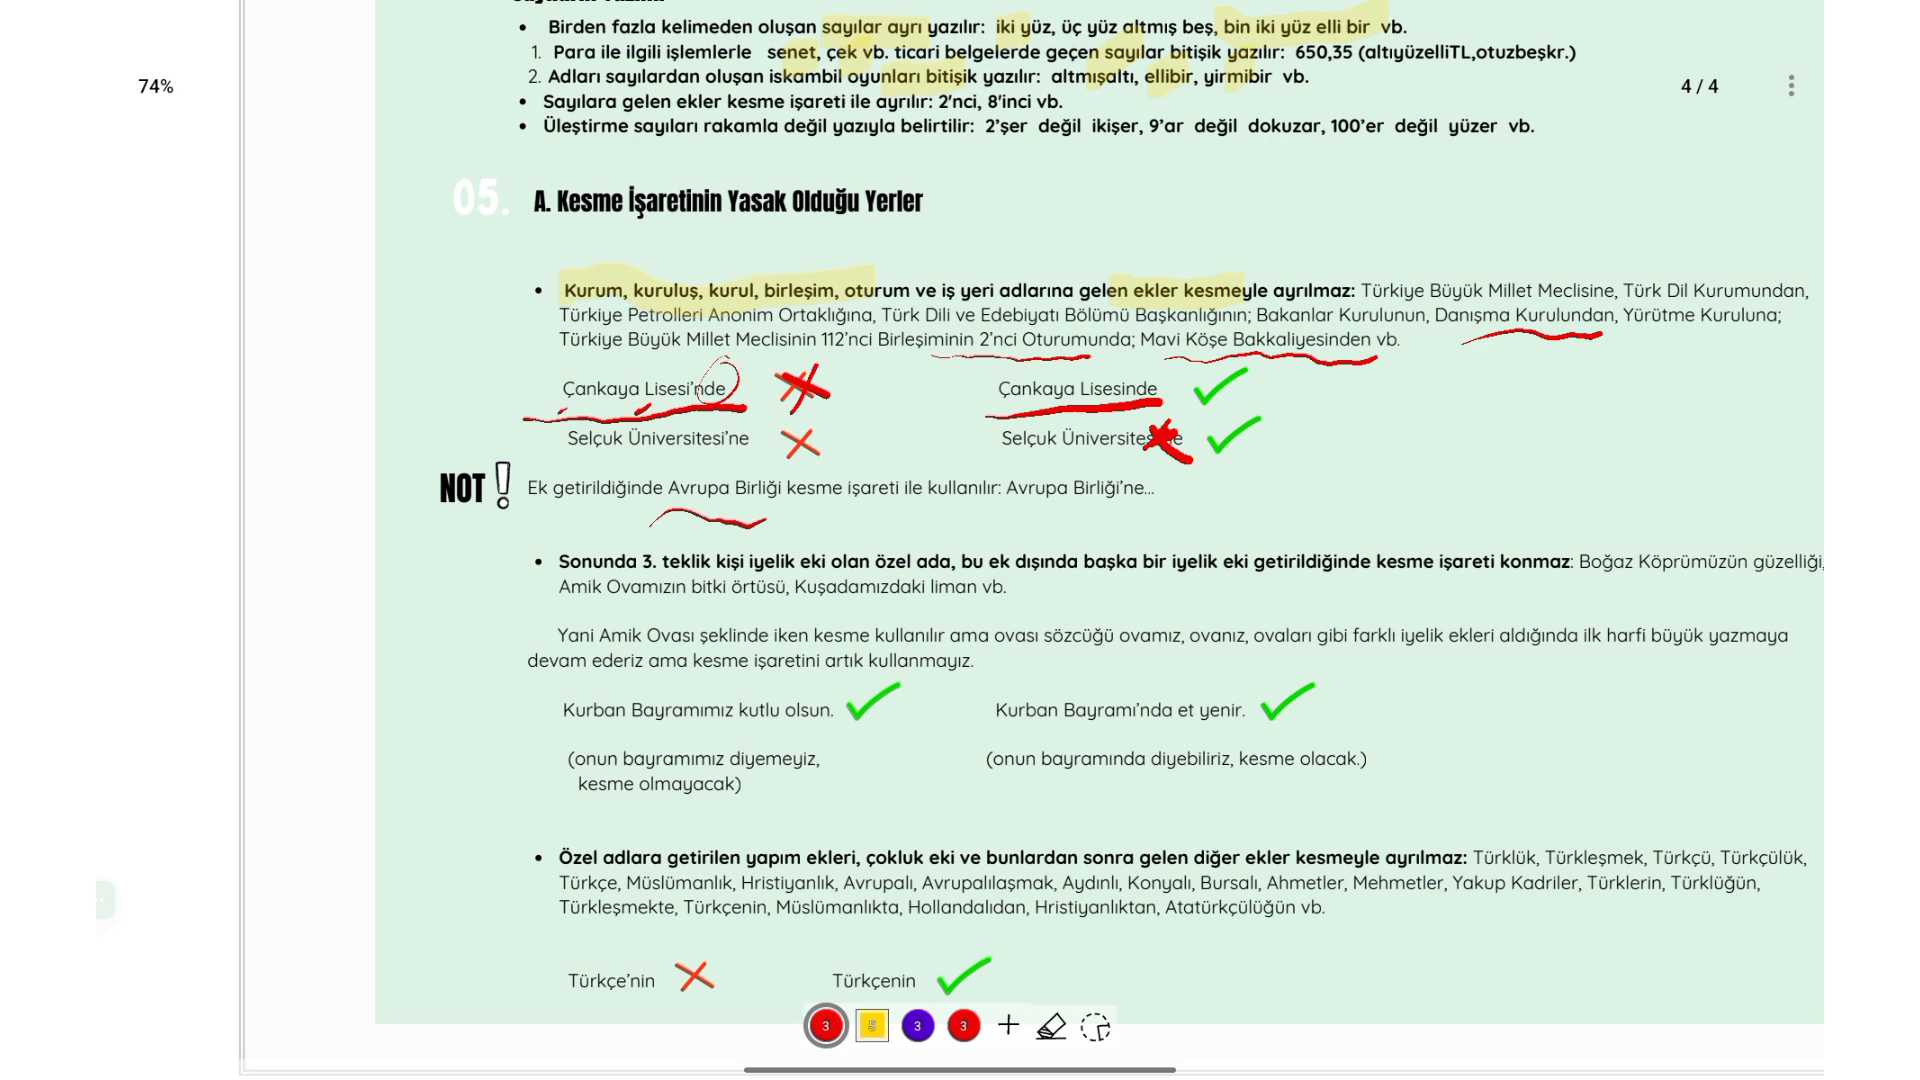 • Birden fazla kelimeden oluşan sayılar ayrı yazılır: iki yüz, üç yüz altmış beş, bin iki yüz elli bir vb.
1. Para ile ilgili işlemlerle senet, çek vb. ticari belgelerde geçen sayılar bitişik yazılır: 650,35 (altıyüzelliTL,otuzbeşkr.)
2. Adları sayılardan oluşan iskambil oyunları bitişik yazılır: altmışaltı, ellibir, yirmibir vb.
74%
4 / 4
• Sayılara gelen ekler kesme işareti ile ayrılır: 2'nci, 8'inci vb.
• Üleştirme sayıları rakamla değil yazıyla belirtilir: 2’şer değil ikişer, 9’ar değil dokuzar, 100’er değil yüzer vb.
05. A. Kesme İşaretinin Yasak Olduğu Yerler
• Kurum, kuruluş, kurul, birleşim, oturum ve iş yeri adlarına gelen ekler kesmeyle ayrılmaz: Türkiye Büyük Millet Meclisine, Türk Dil Kurumundan,
Türkiye Petrolleri Anonim Ortaklığına, Türk Dili ve Edebiyatı Bölümü Başkanlığının; Bakanlar Kurulunun, Danışma Kurulundan, Yürütme Kuruluna;
Türkiye Büyük Millet Meclisinin 112’nci Birleşiminin 2’nci Oturumunda; Mavi Köşe Bakkaliyesinden vb.
Çankaya Lisesi’nde Çankaya Lisesinde
Selçuk Üniversitesi’ne Selçuk
NOT! Ek getirildiğinde Avrupa Birliği kesme işareti ile kullanılır: Avrupa Birliği’ne...
• Sonunda 3. teklik kişi iyelik eki olan özel ada, bu ek dışında başka bir iyelik eki getirildiğinde kesme işareti konmaz: Boğaz Köprümüzün güzelliği,
Amik Ovamızın bitki örtüsü, Kuşadamızdaki liman vb.
Yani Amik Ovası şeklinde iken kesme kullanılır ama ovası sözcüğü ovamız, ovanız, ovaları gibi farklı iyelik ekleri aldığında ilk harfi büyük yazmaya
devam ederiz ama kesme işaretini artık kullanmayız.
Kurban Bayramımız kutlu olsun. Kurban Bayramı’nda et yenir.
(onun bayramımız diyemeyiz, (onun bayramında diyebiliriz, kesme olacak.)
kesme olmayacak)
• Özel adlara getirilen yapım ekleri, çokluk eki ve bunlardan sonra gelen diğer ekler kesmeyle ayrılmaz: Türklük, Türkleşmek, Türkçü, Türkçülük,
Türkçe, Müslümanlık, Hristiyanlık, Avrupalı, Avrupalılaşmak, Aydınlı, Konyalı, Bursalı, Ahmetler, Mehmetler, Yakup Kadriler, Türklerin, Türklüğün,
Türkleşmekte, Türkçenin, Müslümanlıkta, Hollandalıdan, Hristiyanlıktan, Atatürkçülüğün vb.
Türkçe’nin Türkçenin
3 5 3 3